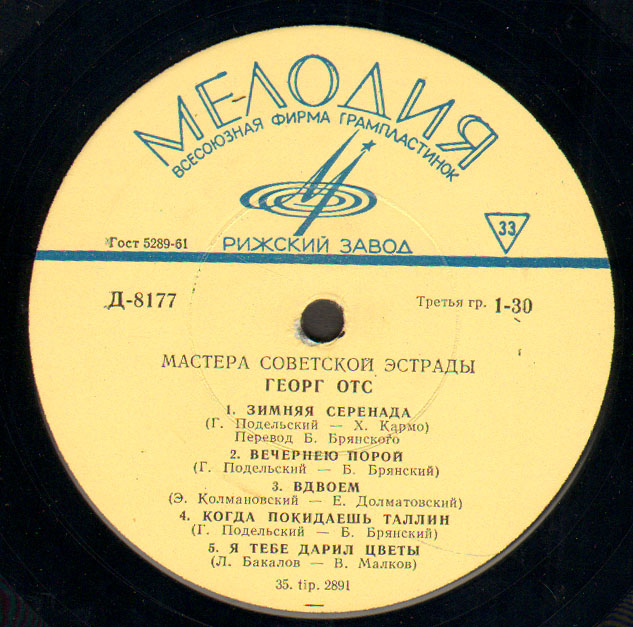 МЕЛОДИЯ
ВСЕСОЮЗНАЯ ФИРМА ГРАМПЛАСТИНОК
Гост 5289-61
РИЖСКИЙ ЗАВОД
33
Д-8177
Третья гр. 1-30
МАСТЕРА СОВЕТСКОЙ ЭСТРАДЫ
ГЕОРГ ОТС
1. ЗИМНЯЯ СЕРЕНАДА
(Г. Подельский — Х. Кармо)
Перевод Б. Брянского
2. ВЕЧЕРНЕЮ ПОРОЙ
(Г. Подельский — Б. Брянский)
3. ВДВОЕМ
(Э. Колмановский — Е. Долматовский)
4. КОГДА ПОКИДАЕШЬ ТАЛЛИН
(Г. Подельский — Б. Брянский)
5. Я ТЕБЕ ДАРИЛ ЦВЕТЫ
(Л. Бакалов — В. Малков)
35. tip. 2891